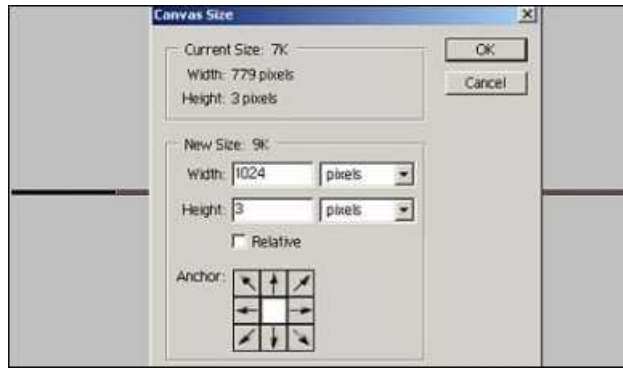 Canvas Size
Current Size: 7K
Width: 779 pixels
Height: 3 pixels
OK
Cancel
New Size: 9K
Width: 1024 pixels
Height: 3 pixels
Relative
Anchor: